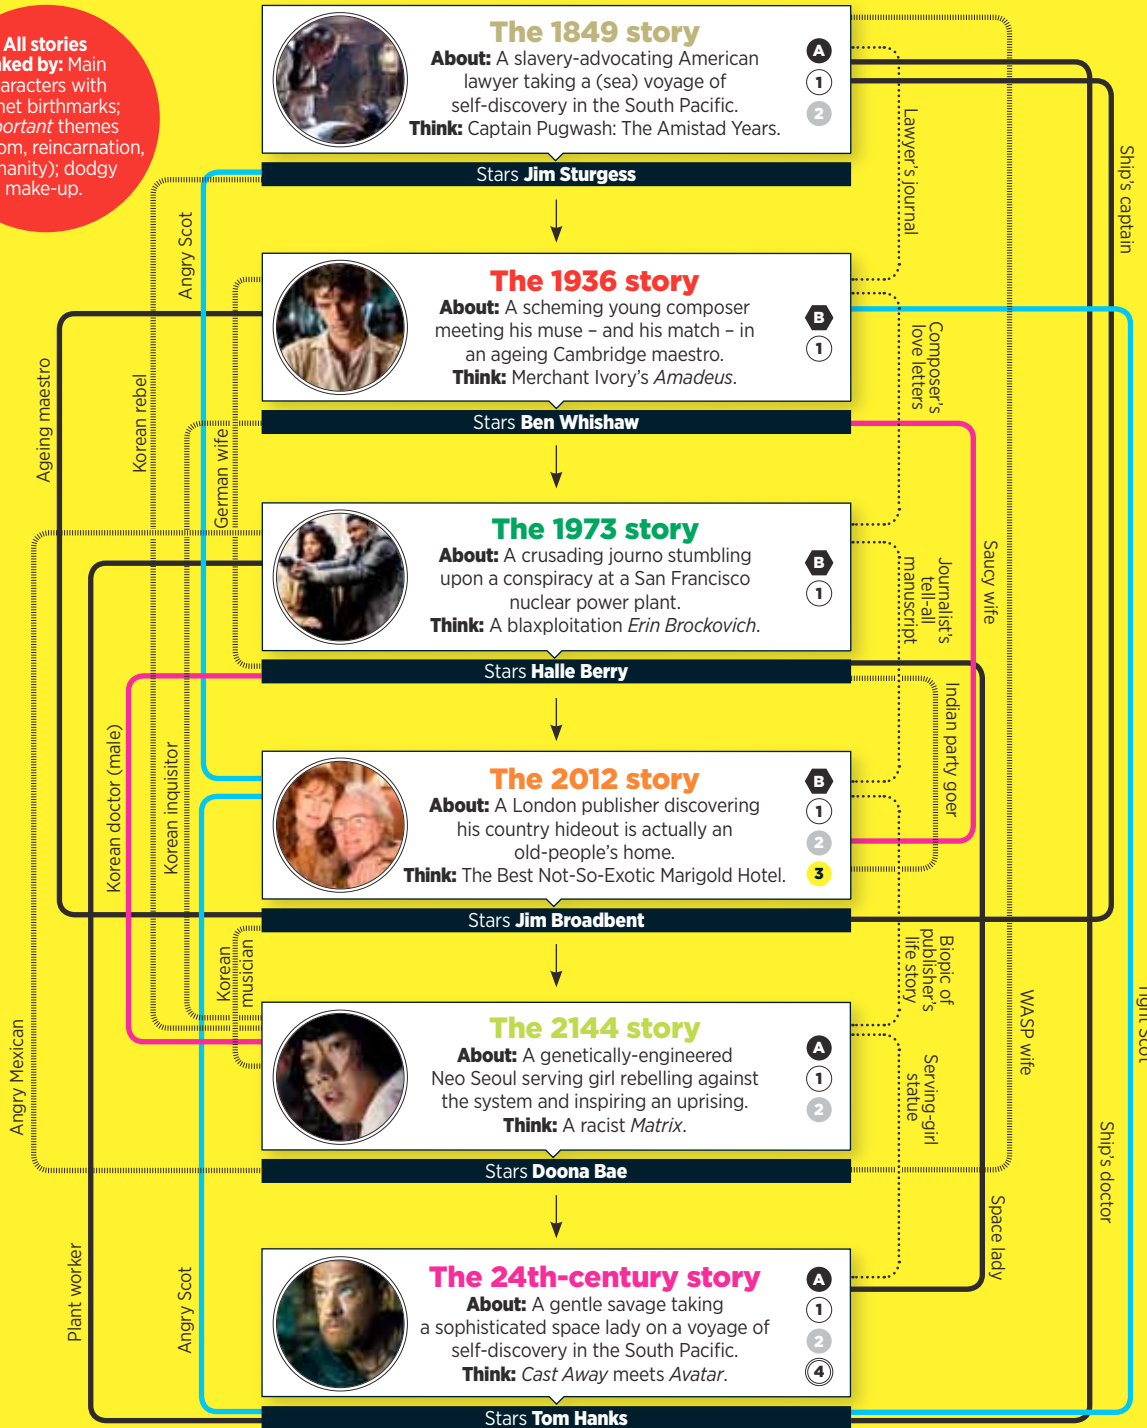 All stories
by: Main
with
birthmarks;
themes
reincarnation,
dodgy
make-up.
The 1849 story
About: A slavery-advocating American
lawyer taking a (sea) voyage of
self-discovery in the South Pacific.
Think: Captain Pugwash: The Amistad Years.
A
1
2
Stars Jim Sturgess
The 1936 story
About: A scheming young composer
meeting his muse – and his match – in
an ageing Cambridge maestro.
Think: Merchant Ivory's Amadeus.
B
1
Stars Ben Whishaw
The 1973 story
About: A crusading journo stumbling
upon a conspiracy at a San Francisco
nuclear power plant.
Think: A blaxploitation Erin Brockovich.
B
1
Stars Halle Berry
The 2012 story
About: A London publisher discovering
his country hideout is actually an
old-people's home.
Think: The Best Not-So-Exotic Marigold Hotel.
B
1
2
3
Stars Jim Broadbent
The 2144 story
About: A genetically-engineered
Neo Seoul serving girl rebelling against
the system and inspiring an uprising.
Think: A racist Matrix.
A
1
2
Stars Doona Bae
The 24th-century story
About: A gentle savage taking
a sophisticated space lady on a voyage of
self-discovery in the South Pacific.
Think: Cast Away meets Avatar.
A
1
2
4
Stars Tom Hanks
Angry Scot
Ageing maestro
Korean rebel
German wife
Korean doctor (male)
Korean inquisitor
Korean
musician
Angry Mexican
Plant worker
Angry Scot
Lawyer's journal
Ship's captain
Composer's
love letters
Saucy wife
Journalist's
tell-all
manuscript
Indian party goer
Biopic of
publisher's
life story
WASP wife
Serving-girl
statue
Space lady
Ship's doctor
Scot